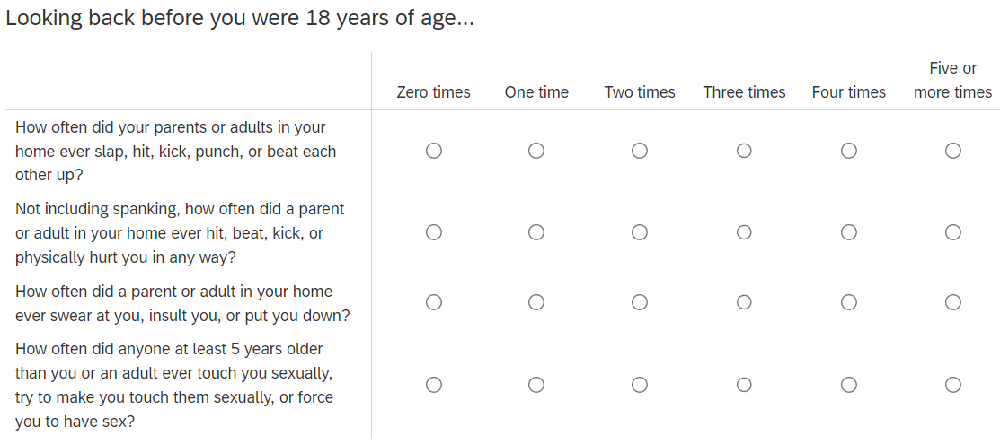 Looking back before you were 18 years of age...
Five or
Zero times One time Two times Three times Four times more times
How often did your parents or adults in your
home ever slap, hit, kick, punch, or beat each
other up?
Not including spanking, how often did a parent
or adult in your home ever hit, beat, kick, or
physically hurt you in any way?
How often did a parent or adult in your home
ever swear at you, insult you, or put you down?
How often did anyone at least 5 years older
than you or an adult ever touch you sexually,
try to make you touch them sexually, or force
you to have sex?